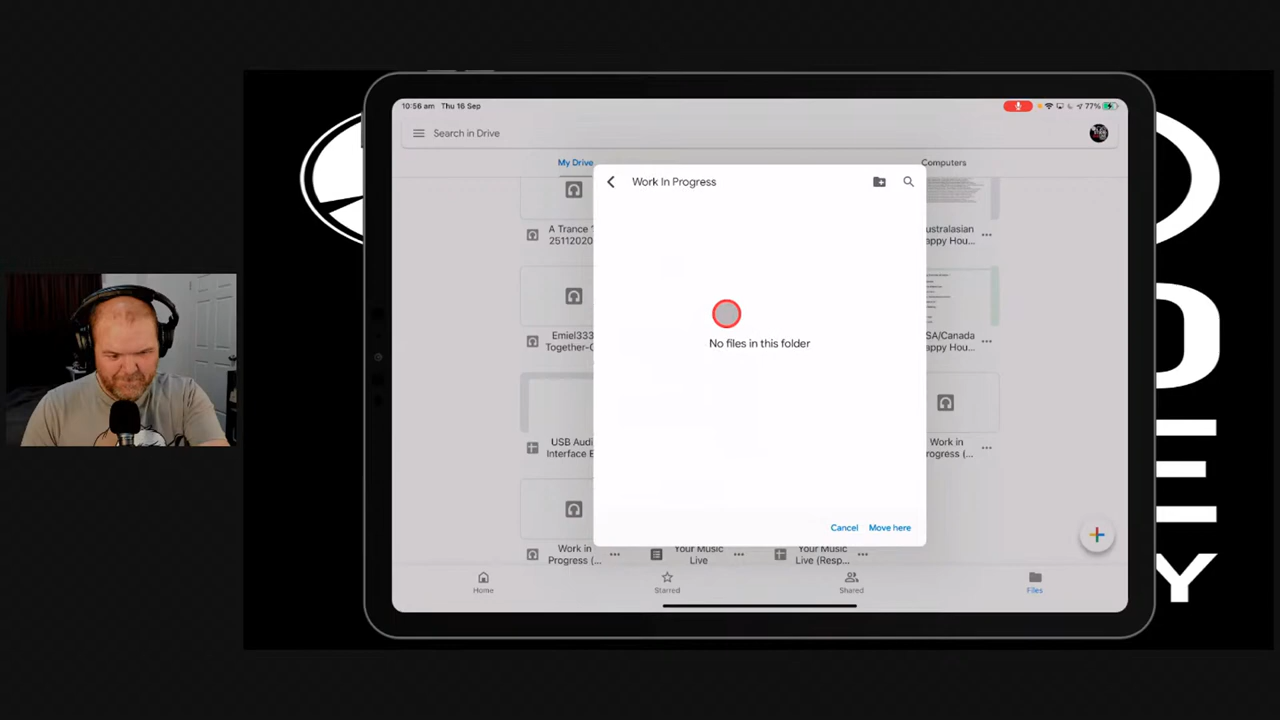 10:56 am Thu 16 Sep
77%
Search in Drive
My Drive
Computers
Work In Progress
A Trance
25112020
ustralasian
appy Hou...
No files in this folder
Emiel333
Together-
SA/Canada
appy Hou...
USB Audi
Interface E
Work in
rogress (...
Cancel
Move here
Work in
Progress (...
Your Music
Live
Your Music
Live (Resp...
Home
Starred
Shared
Files
D
E
Y